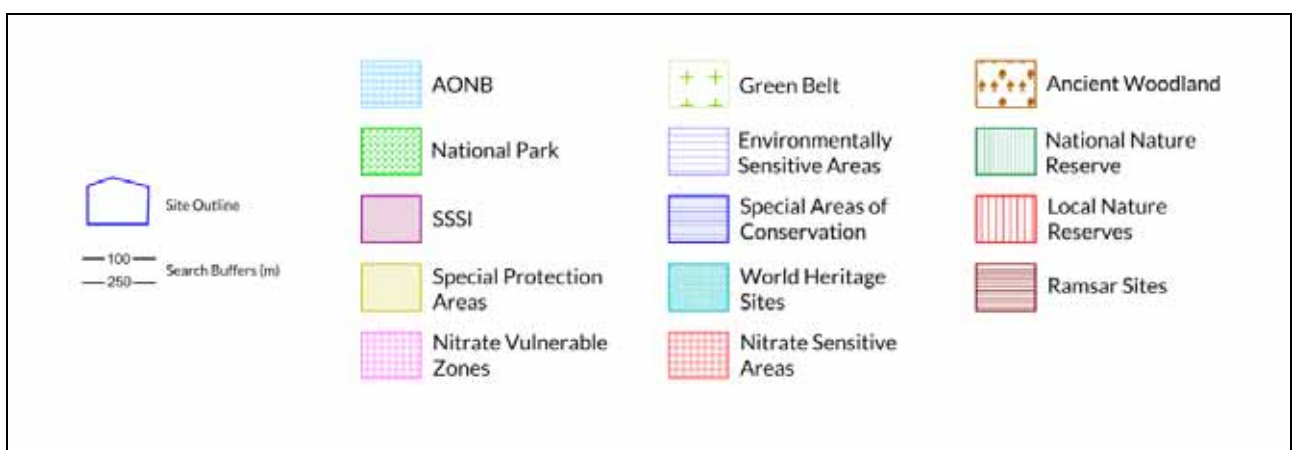 Site Outline
100
250
Search Buffers (m)
AONB
National Park
SSSI
Special Protection
Areas
Nitrate Vulnerable
Zones
Green Belt
Environmentally
Sensitive Areas
Special Areas of
Conservation
World Heritage
Sites
Nitrate Sensitive
Areas
Ancient Woodland
National Nature
Reserve
Local Nature
Reserves
Ramsar Sites